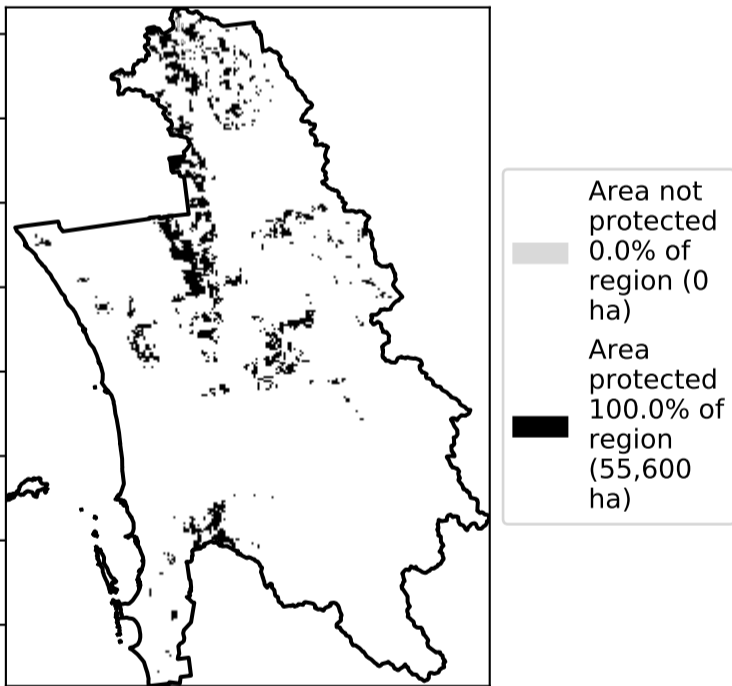 Area not
protected
0.0% of
region (0
ha)
Area
protected
100.0% of
region
(55,600
ha)